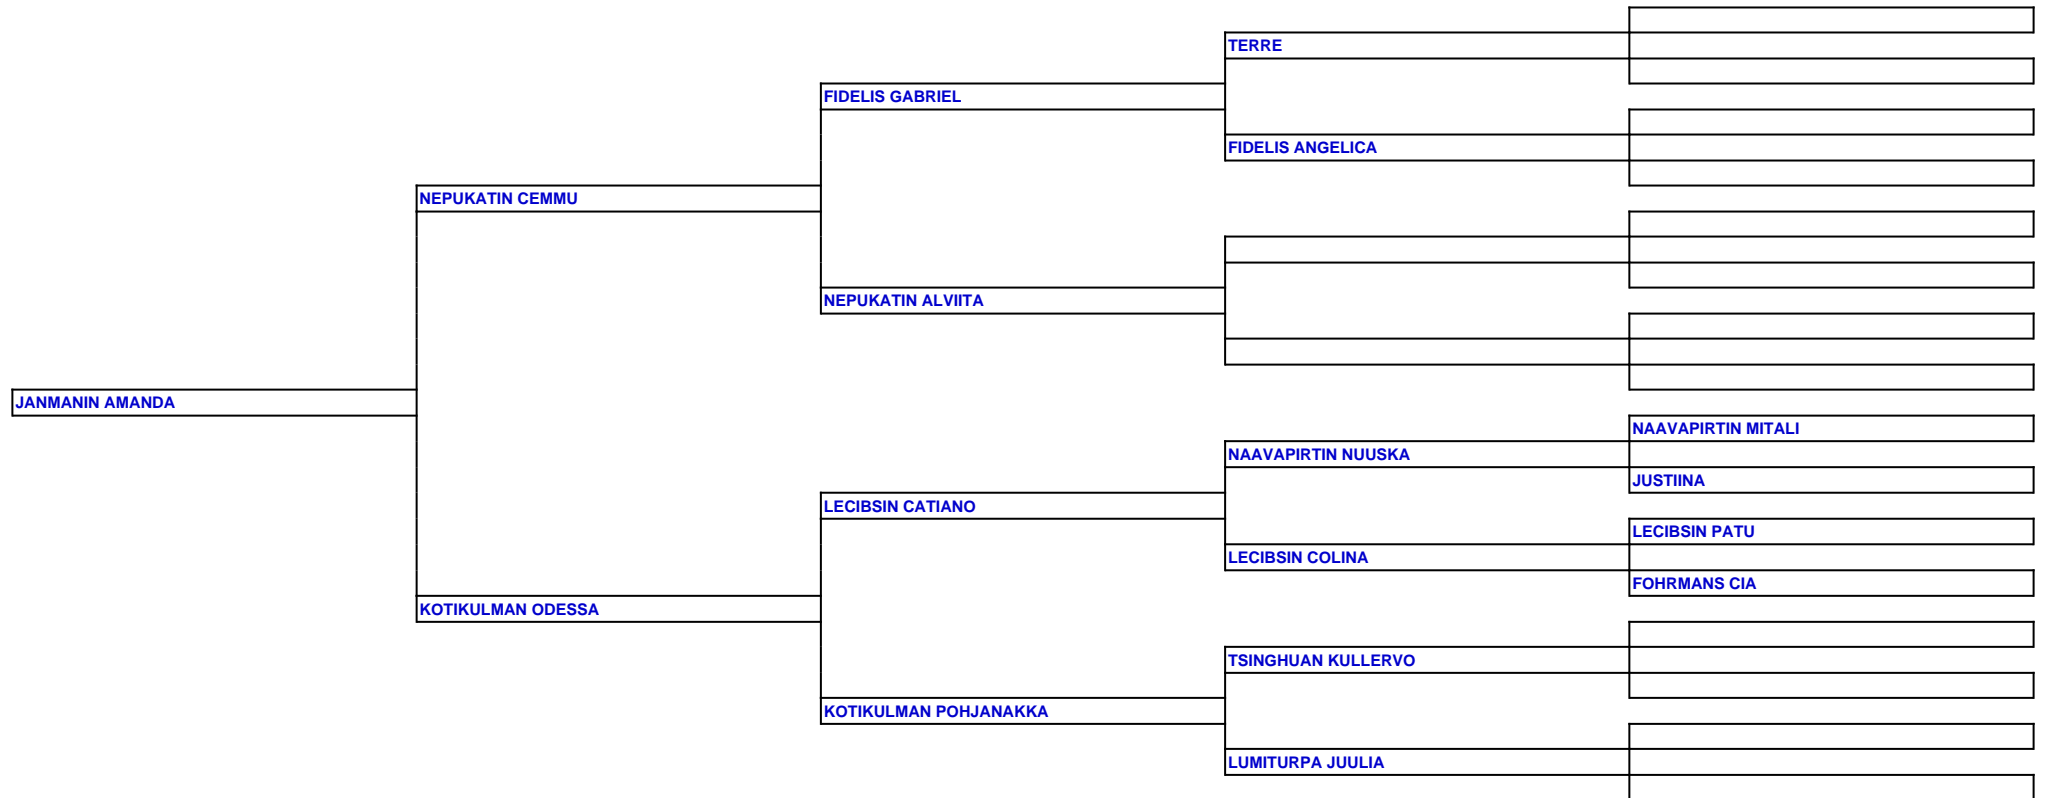 TERRE
FIDELIS GABRIEL
FIDELIS ANGELICA
NEPUKATIN CEMMU
NEPUKATIN ALVIITA
JANMANIN AMANDA
NAAVAPIRTIN MITALI
NAAVAPIRTIN NUUSKA
JUSTIINA
LECIBSIN CATIANO
LECIBSIN PATU
LECIBSIN COLINA
FOHRMANS CIA
KOTIKULMAN ODESSA
TSINGHUAN KULLERVO
KOTIKULMAN POHJANAKKA
LUMITURPA JUULIA